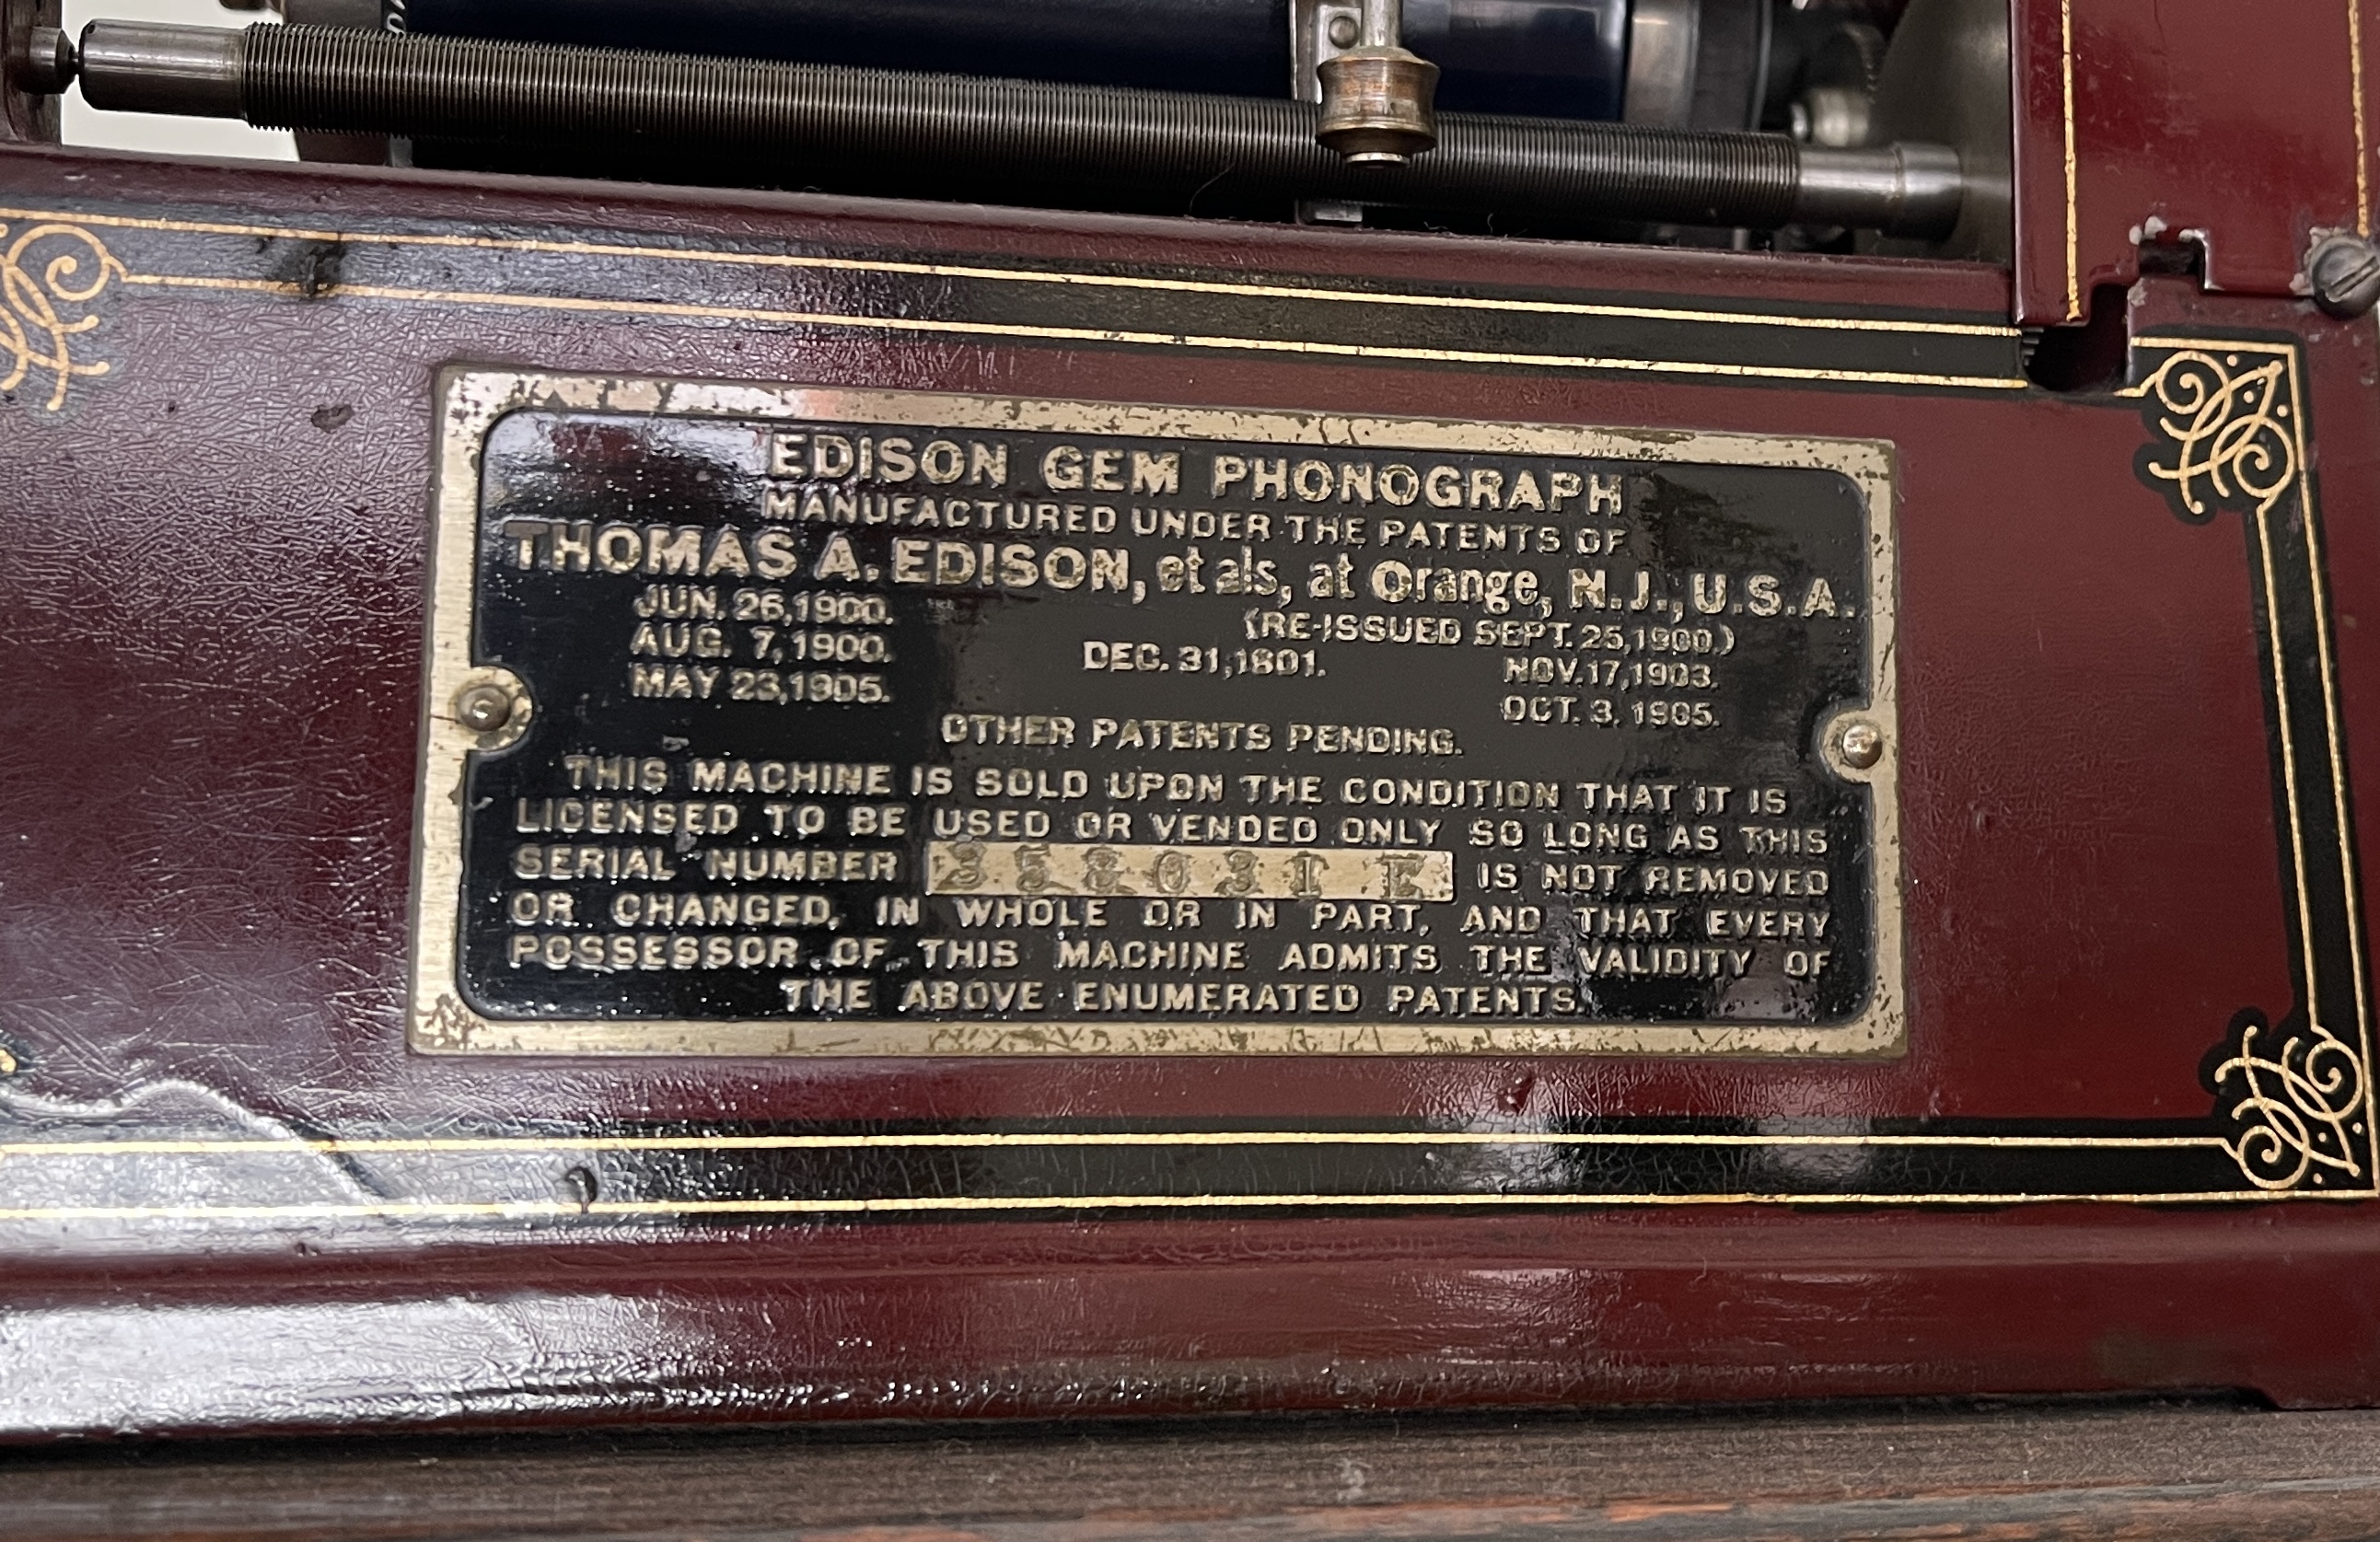 EDISON GEM PHONOGRAPH
MANUFACTURED UNDER THE PATENTS OF
THOMAS A. EDISON, et als, at Orange, N.J., U.S.A.
JUN. 26, 1900. (RE-ISSUED SEPT. 25, 1900.)
AUG. 7, 1900. DEC. 31, 1901. NOV. 17, 1903.
MAY 23, 1905. OCT. 3, 1905.
OTHER PATENTS PENDING.
THIS MACHINE IS SOLD UPON THE CONDITION THAT IT IS
LICENSED TO BE USED OR VENDED ONLY SO LONG AS THIS
SERIAL NUMBER 358031 E IS NOT REMOVED
OR CHANGED, IN WHOLE OR IN PART, AND THAT EVERY
POSSESSOR OF THIS MACHINE ADMITS THE VALIDITY OF
THE ABOVE ENUMERATED PATENTS.